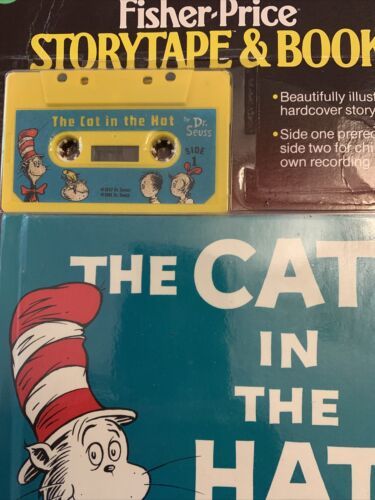 Fisher-Price
STORYTAPE & BOOK
The Cat in the Hat
by Dr.
Seuss
SIDE
1
• Beautifully illust
hardcover story
• Side one prerec
side two for chi
own recording
THE CAT
IN
THE
HAT